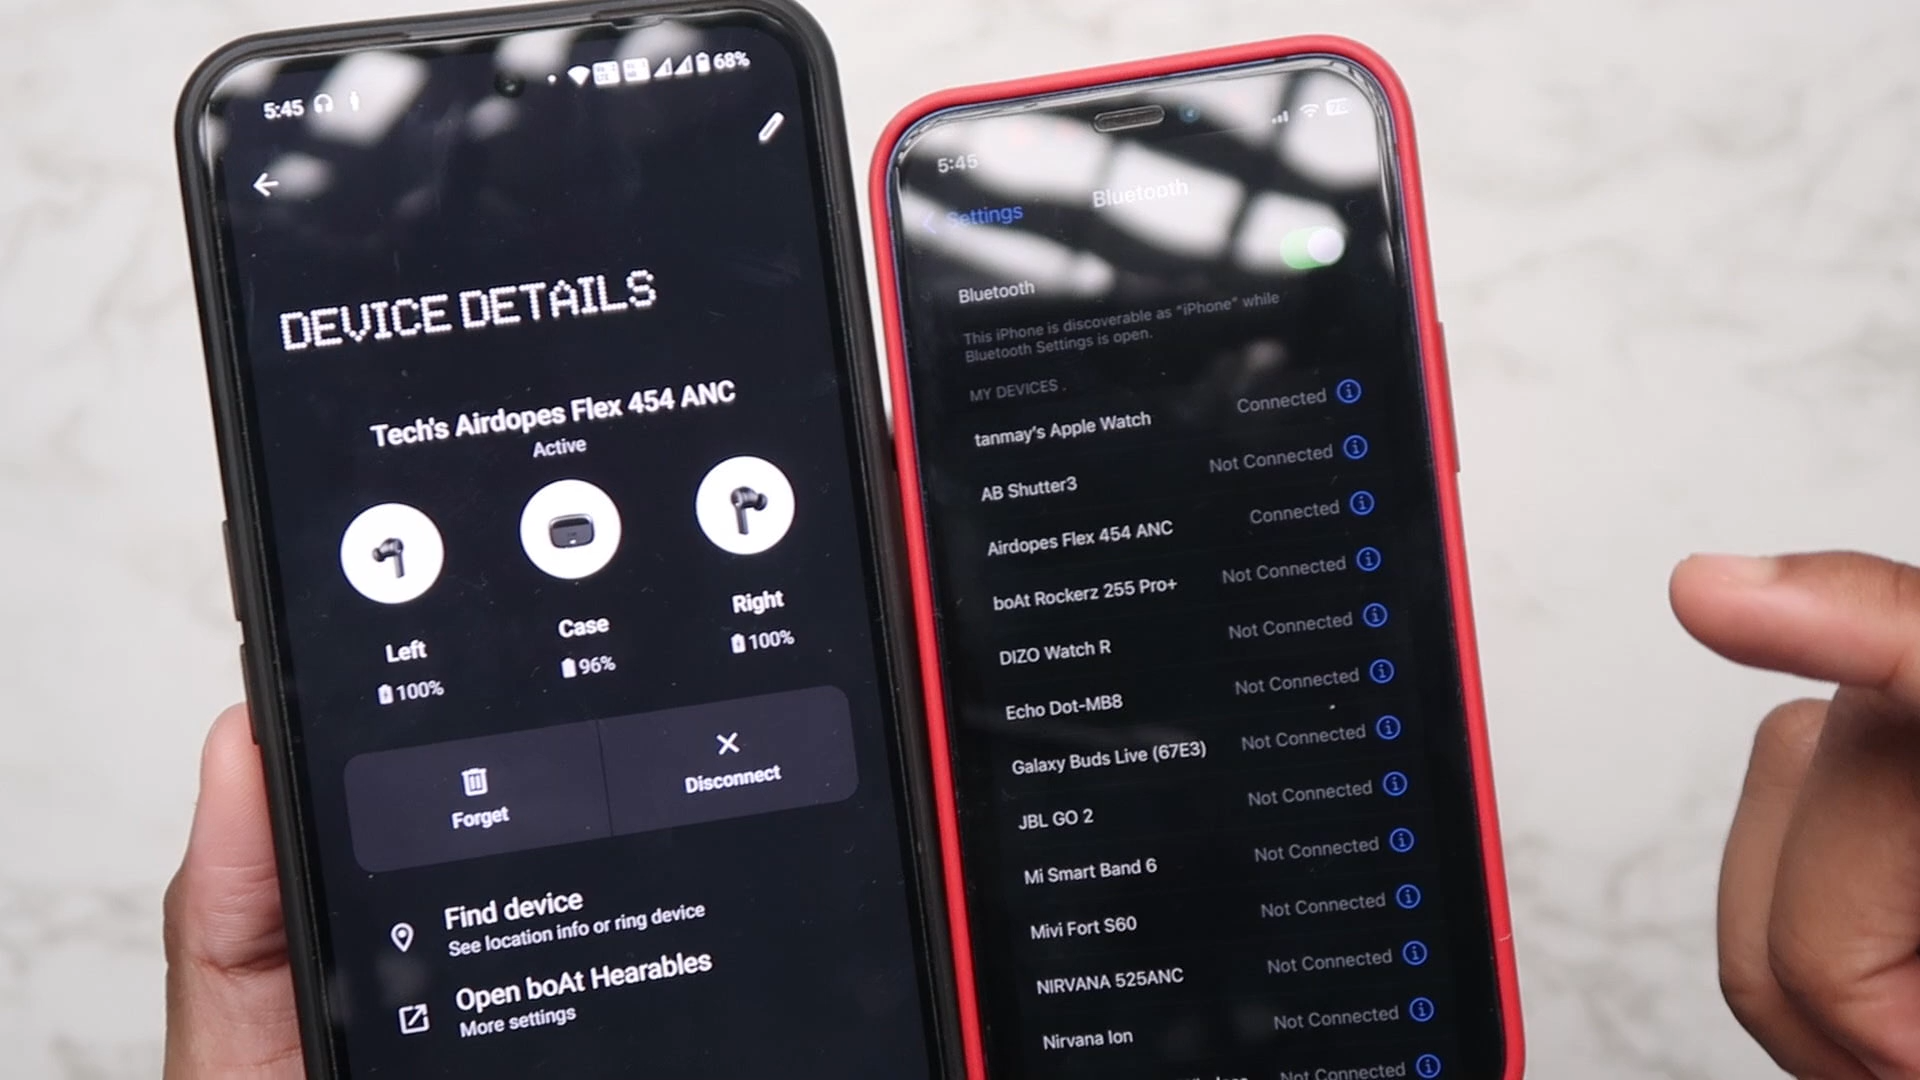 5:45
68%
DEVICE DETAILS
Tech's Airdopes Flex 454 ANC
Active
Left
100%
Case
96%
Right
100%
Forget
Disconnect
Find device
See location info or ring device
Open boAt Hearables
More settings
5:45
Settings
Bluetooth
Bluetooth
This iPhone is discoverable as “iPhone” while
Bluetooth Settings is open.
MY DEVICES
tanmay's Apple Watch Connected
AB Shutter3 Not Connected
Airdopes Flex 454 ANC Connected
boAt Rockerz 255 Pro+ Not Connected
DIZO Watch R Not Connected
Echo Dot-MB8 Not Connected
Galaxy Buds Live (67E3) Not Connected
JBL GO 2 Not Connected
Mi Smart Band 6 Not Connected
Mivi Fort S60 Not Connected
NIRVANA 525ANC Not Connected
Nirvana Ion Not Connected
Not Connected